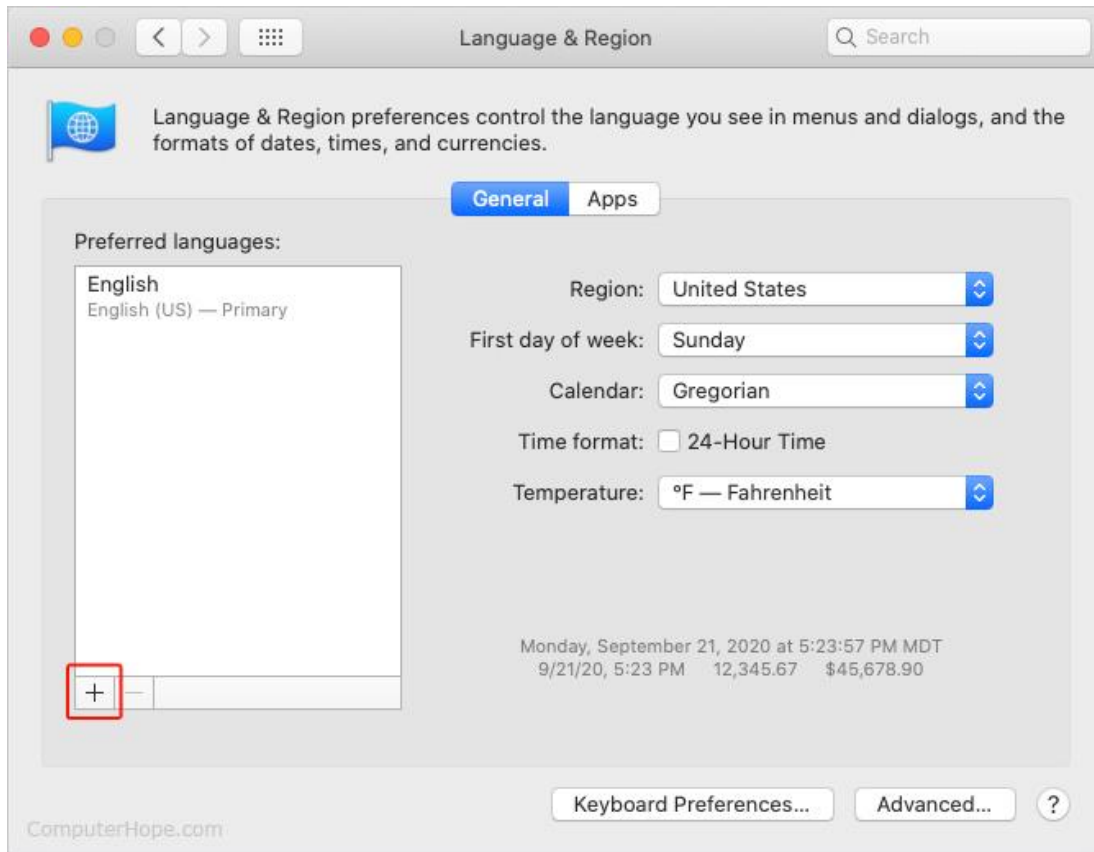 Language & Region
Search
Language & Region preferences control the language you see in menus and dialogs, and the
formats of dates, times, and currencies.
General Apps
Preferred languages:
English
English (US) — Primary
Region: United States
First day of week: Sunday
Calendar: Gregorian
Time format: 24-Hour Time
Temperature: °F — Fahrenheit
Monday, September 21, 2020 at 5:23:57 PM MDT
9/21/20, 5:23 PM 12,345.67 $45,678.90
+ −
Keyboard Preferences... Advanced... ?
ComputerHope.com